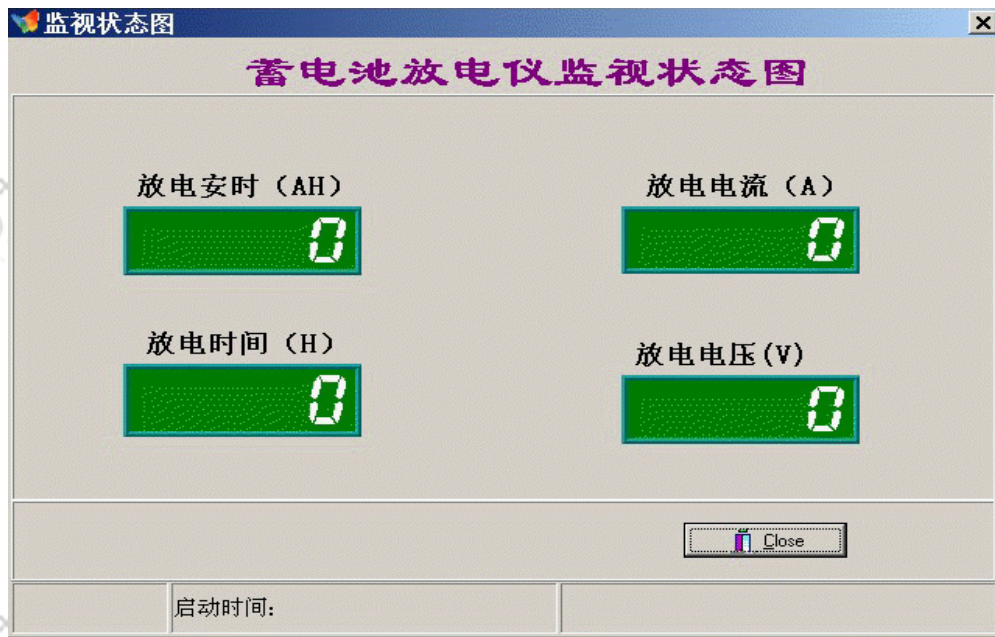 监视状态图
蓄电池放电仪监视状态图
放电安时（AH）
放电电流（A）
0
0
放电时间（H）
放电电压(V)
0
0
Close
启动时间: